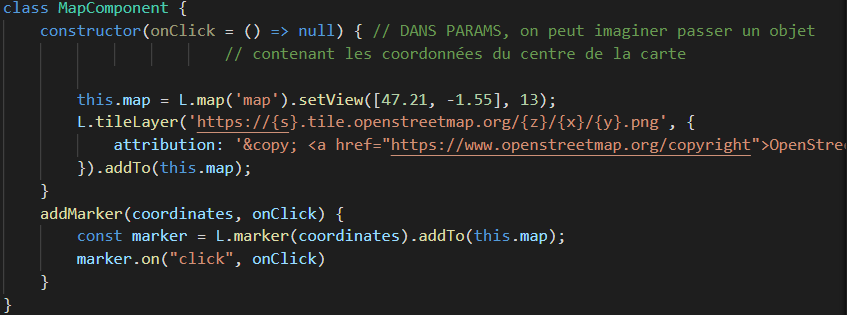 class MapComponent {
constructor(onClick = () => null) { // DANS PARAMS, on peut imaginer passer un objet
// contenant les coordonnées du centre de la carte
this.map = L.map('map').setView([47.21, -1.55], 13);
L.tileLayer('https://{s}.tile.openstreetmap.org/{z}/{x}/{y}.png', {
attribution: '&copy; <a href="https://www.openstreetmap.org/copyright">OpenStree
}).addTo(this.map);
}
addMarker(coordinates, onClick) {
const marker = L.marker(coordinates).addTo(this.map);
marker.on("click", onClick)
}
}